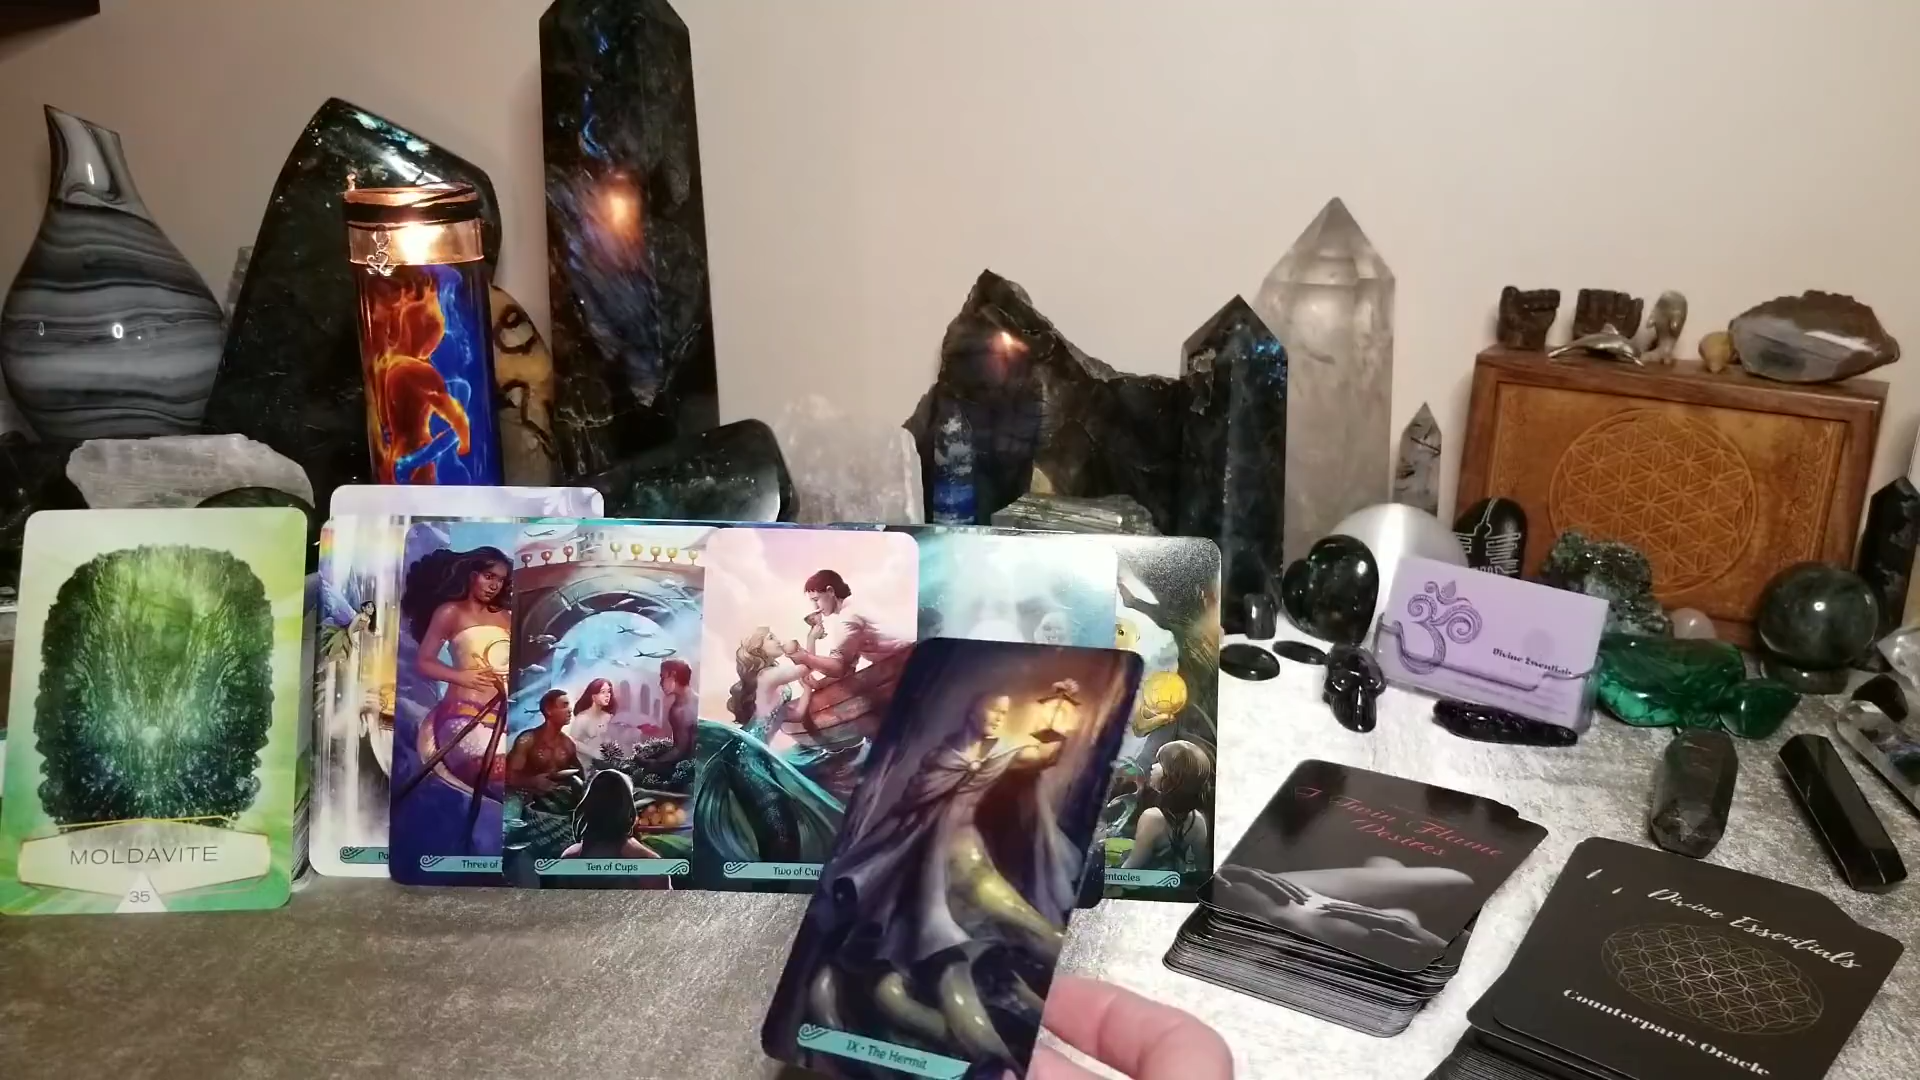 MOLDAVITE
35
Three of
Ten of Cups
Two of
IX • The Hermit
entacles
Divine Essentials
Twin Flame
Desires
Divine Essentials
Counterparts Oracle